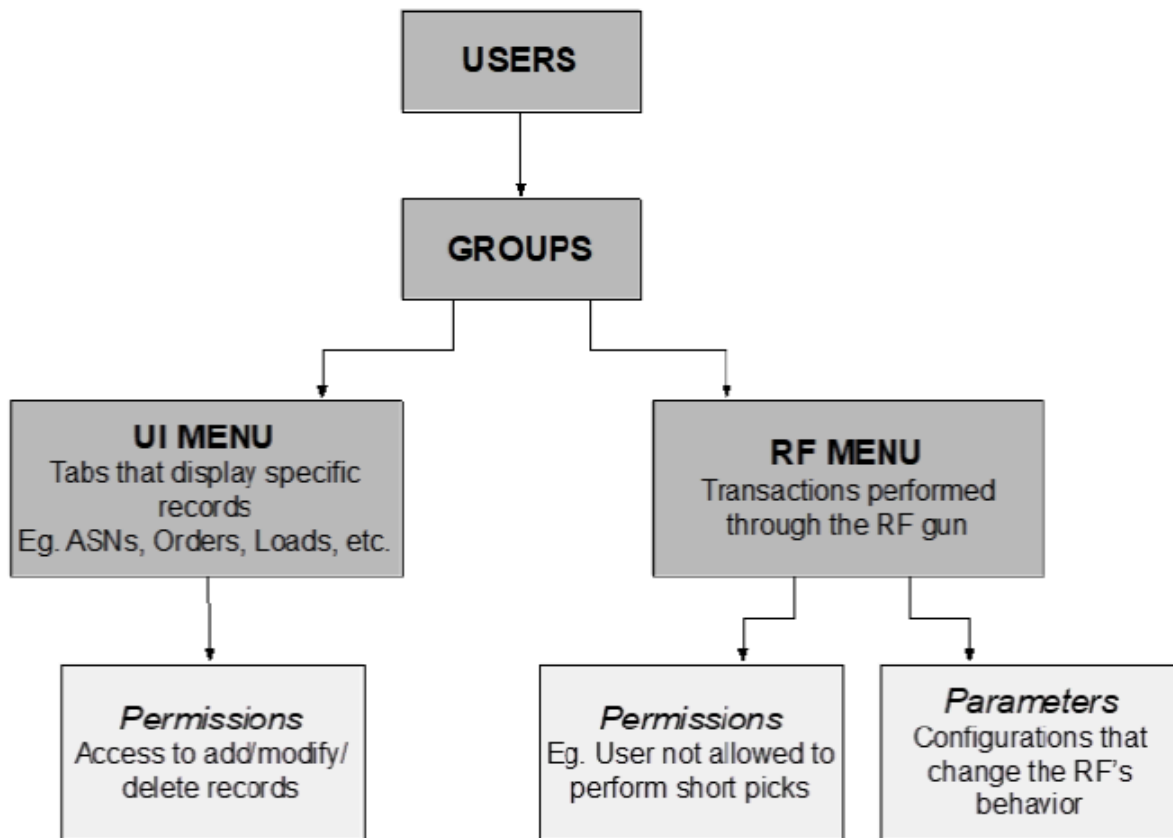 USERS
GROUPS
UI MENU
Tabs that display specific
records
Eg. ASNs, Orders, Loads, etc.
RF MENU
Transactions performed
through the RF gun
Permissions
Access to add/modify/
delete records
Permissions
Eg. User not allowed to
perform short picks
Parameters
Configurations that
change the RF's
behavior